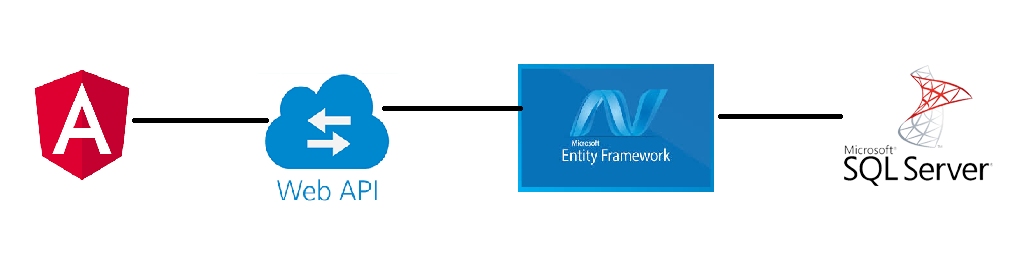 A
Web API
Microsoft
Entity Framework
Microsoft®
SQL Server®